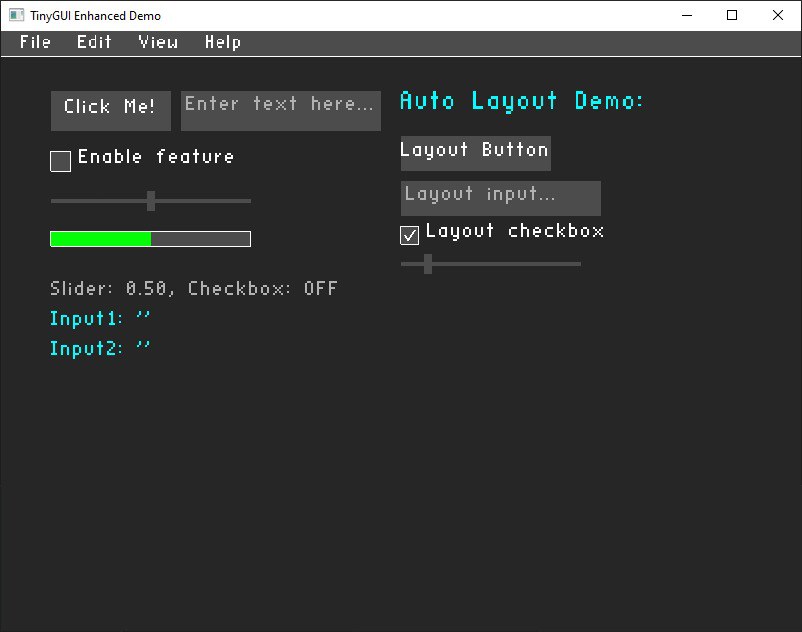 TinyGUI Enhanced Demo
File Edit View Help
Click Me!
Enter text here...
Enable feature
Slider: 0.50, Checkbox: OFF
Input1: ''
Input2: ''
Auto Layout Demo:
Layout Button
Layout input...
Layout checkbox